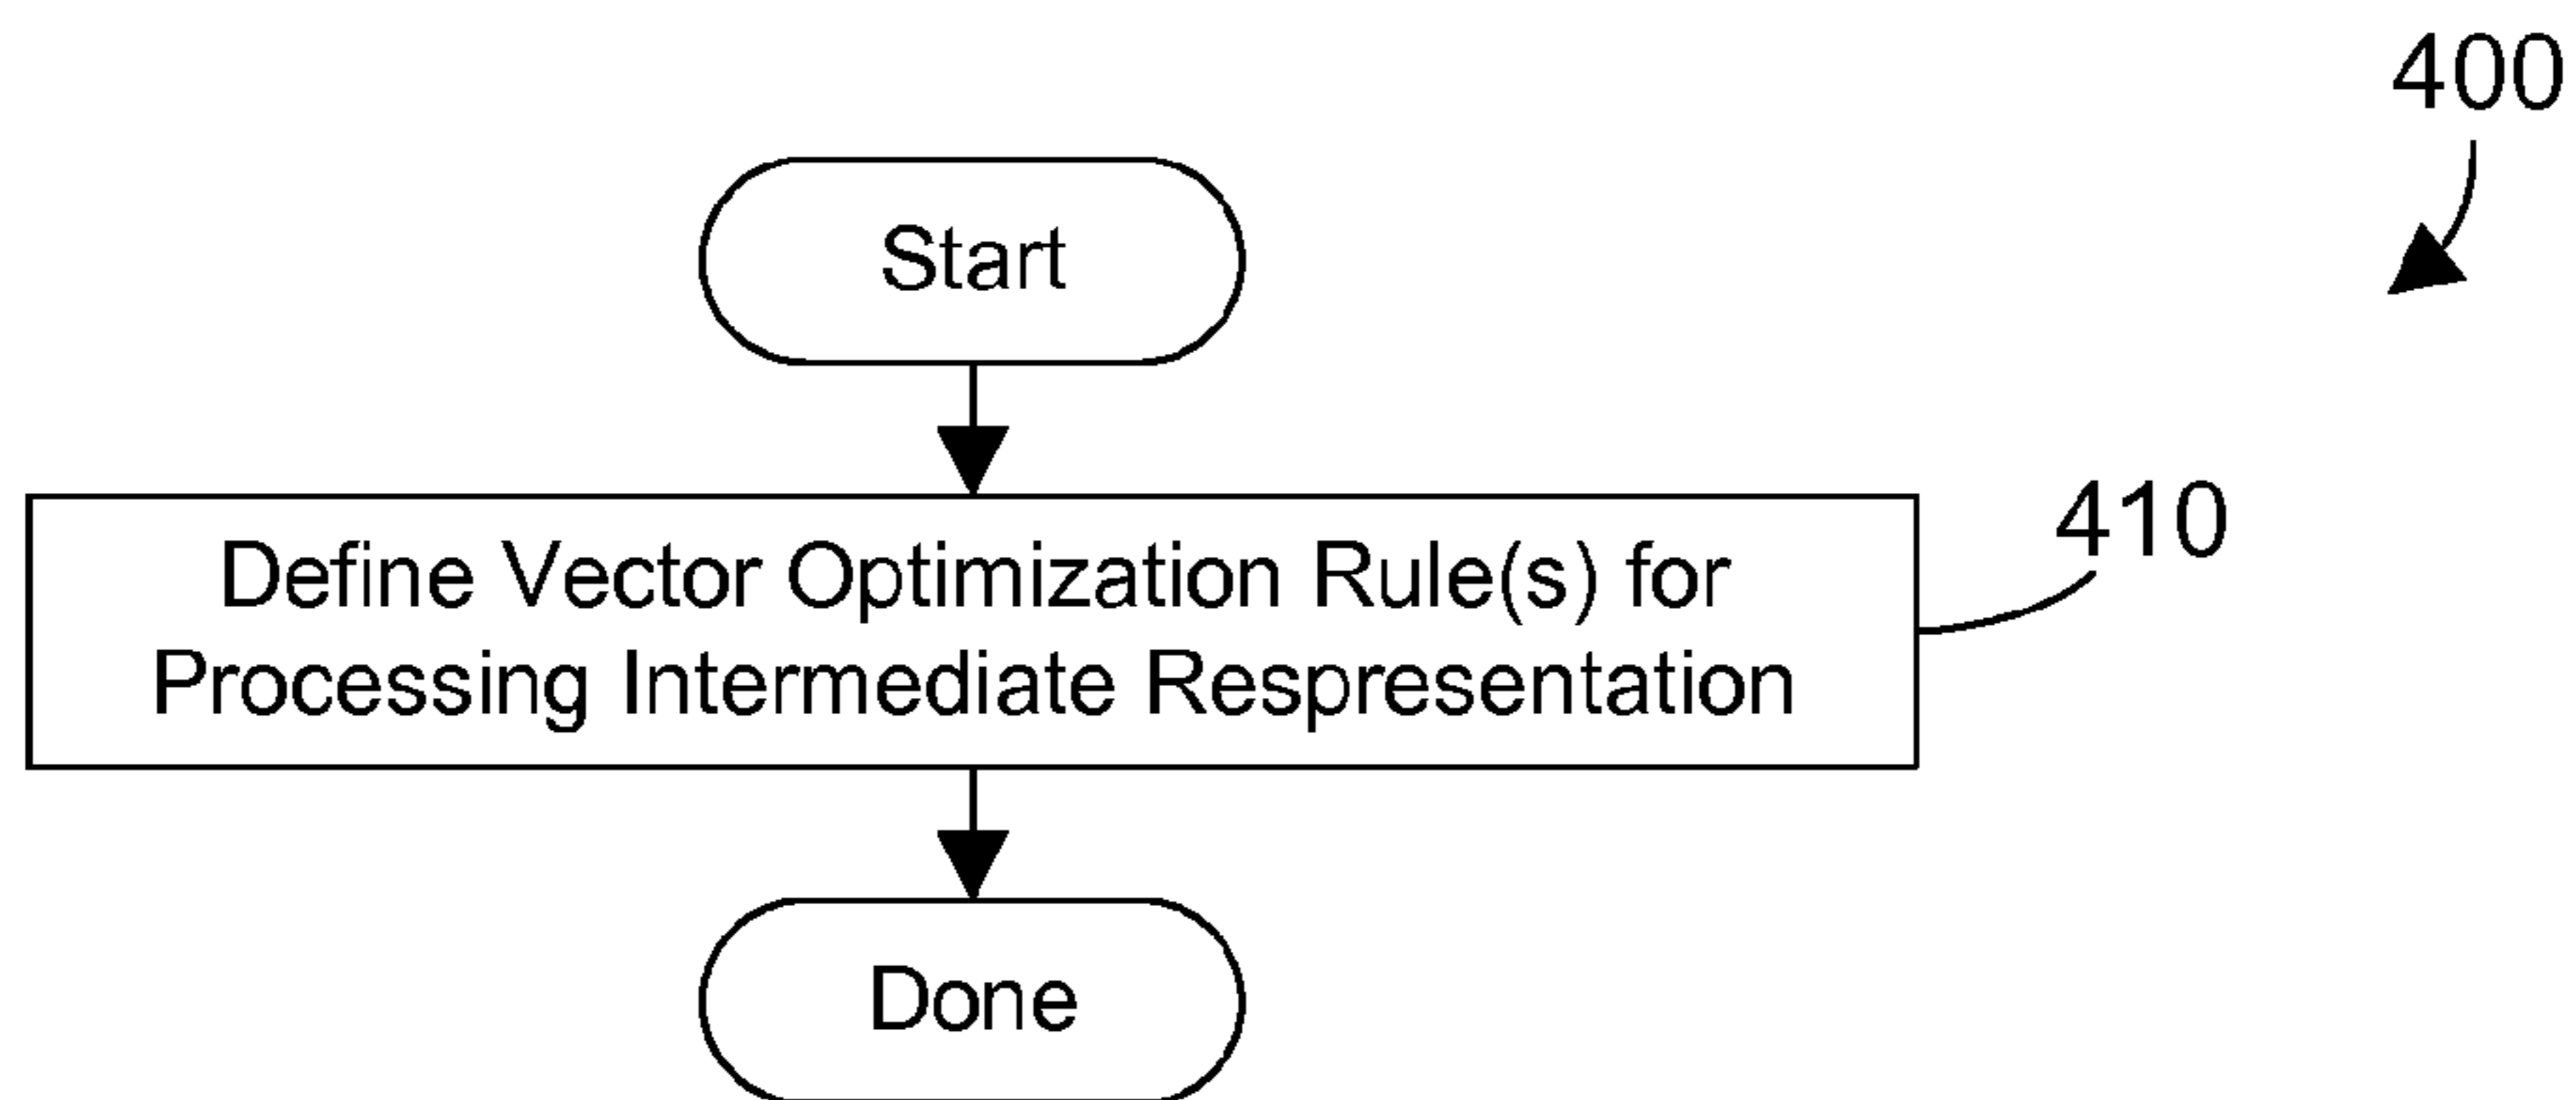 400
Start
410
Define Vector Optimization Rule(s) for
Processing Intermediate Respresentation
Done